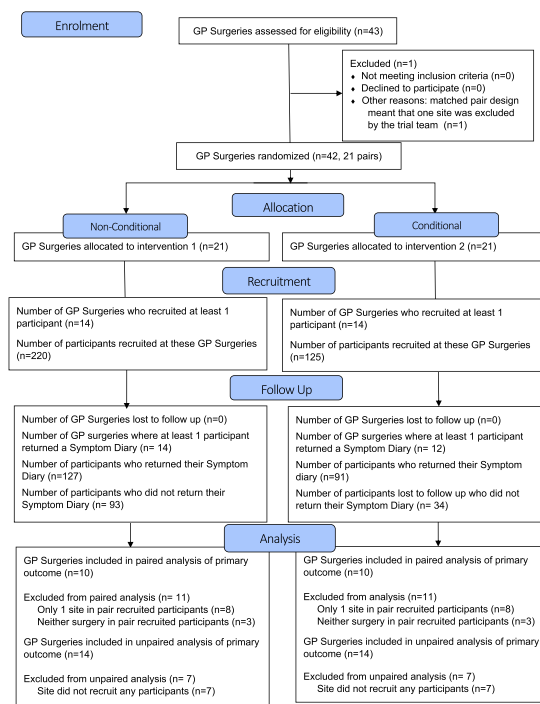 Enrolment
GP Surgeries assessed for eligibility (n=43)
Excluded (n=1)
♦ Not meeting inclusion criteria (n=0)
♦ Declined to participate (n=0)
♦ Other reasons: matched pair design
meant that one site was excluded
by the trial team (n=1)
GP Surgeries randomized (n=42, 21 pairs)
Allocation
Non-Conditional
GP Surgeries allocated to intervention 1 (n=21)
Conditional
GP Surgeries allocated to intervention 2 (n=21)
Recruitment
Number of GP Surgeries who recruited at least 1
participant (n=14)
Number of participants recruited at these GP Surgeries
(n=220)
Number of GP Surgeries who recruited at least 1
participant (n=14)
Number of participants recruited at these GP Surgeries
(n=125)
Follow Up
Number of GP Surgeries lost to follow up (n=0)
Number of GP surgeries where at least 1 participant
returned a Symptom Diary (n= 14)
Number of participants who returned their Symptom
Diary (n=127)
Number of participants who did not return their
Symptom Diary (n= 93)
Number of GP Surgeries lost to follow up (n=0)
Number of GP surgeries where at least 1 participant
returned a Symptom Diary (n= 12)
Number of participants who returned their Symptom
diary (n=91)
Number of participants lost to follow up who did not
return their Symptom Diary (n= 34)
Analysis
GP Surgeries included in paired analysis of primary
outcome (n=10)
Excluded from paired analysis (n= 11)
Only 1 site in pair recruited participants (n=8)
Neither surgery in pair recruited participants (n=3)
GP Surgeries included in unpaired analysis of primary
outcome (n=14)
Excluded from unpaired analysis (n= 7)
Site did not recruit any participants (n=7)
GP Surgeries included in paired analysis of primary
outcome (n=10)
Excluded from analysis (n=11)
Only 1 site in pair recruited participants (n=8)
Neither surgery in pair recruited participants (n=3)
GP Surgeries included in unpaired analysis of primary
outcome (n=14)
Excluded from unpaired analysis (n= 7)
Site did not recruit any participants (n=7)